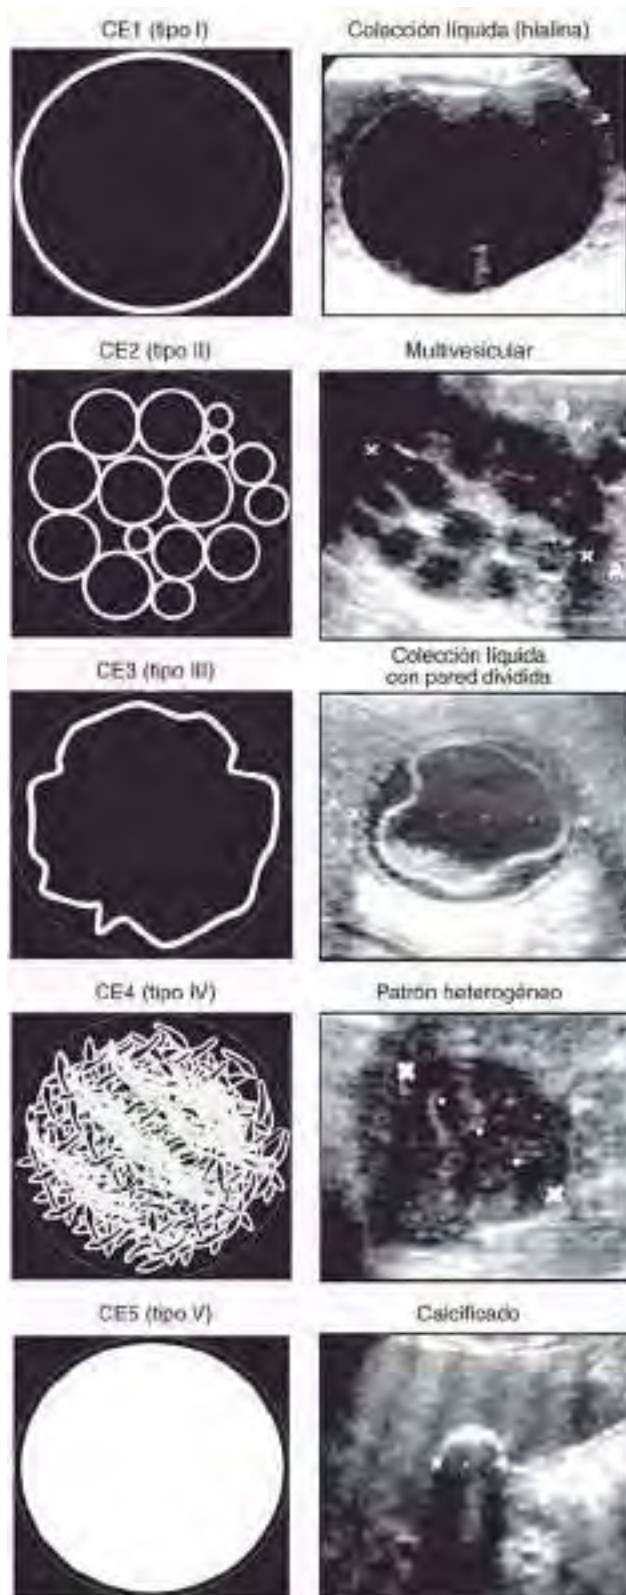 CE1 (tipo I)
Colección líquida (hialina)
CE2 (tipo II)
Multivesicular
CE3 (tipo III)
Colección líquida
con pared dividida
CE4 (tipo IV)
Patrón heterogéneo
CE5 (tipo V)
Calcificado